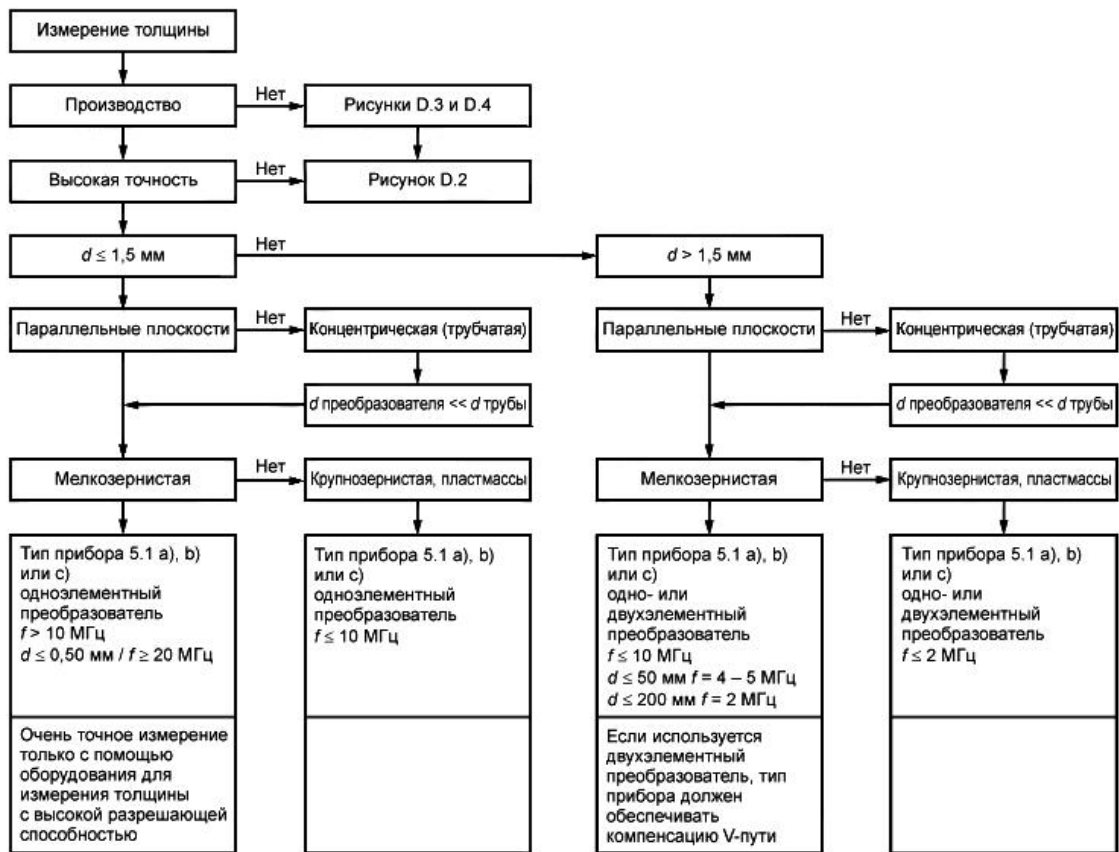 Измерение толщины
Производство
Нет
Рисунки D.3 и D.4
Высокая точность
Нет
Рисунок D.2
d ≤ 1,5 мм
Нет
d > 1,5 мм
Параллельные плоскости
Нет
Концентрическая (трубчатая)
Параллельные плоскости
Нет
Концентрическая (трубчатая)
d преобразователя << d трубы
d преобразователя << d трубы
Мелкозернистая
Нет
Крупнозернистая, пластмассы
Мелкозернистая
Нет
Крупнозернистая, пластмассы
Тип прибора 5.1 a), b)
или c)
одноэлементный
преобразователь
f > 10 МГц
d ≤ 0,50 мм / f ≥ 20 МГц
Тип прибора 5.1 a), b)
или c)
одноэлементный
преобразователь
f ≤ 10 МГц
Тип прибора 5.1 a), b)
или c)
одно- или
двухэлементный
преобразователь
f ≤ 10 МГц
d ≤ 50 мм f = 4 – 5 МГц
d ≤ 200 мм f = 2 МГц
Тип прибора 5.1 a), b)
или c)
одно- или
двухэлементный
преобразователь
f ≤ 2 МГц
Очень точное измерение
только с помощью
оборудования для
измерения толщины
с высокой разрешающей
способностью
Если используется
двухэлементный
преобразователь, тип
прибора должен
обеспечивать
компенсацию V-пути